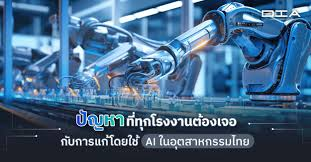 ปัญหา ที่ทุกโรงงานต้องเจอ
กับการแก้โดยใช้ AI ในอุตสาหกรรมไทย